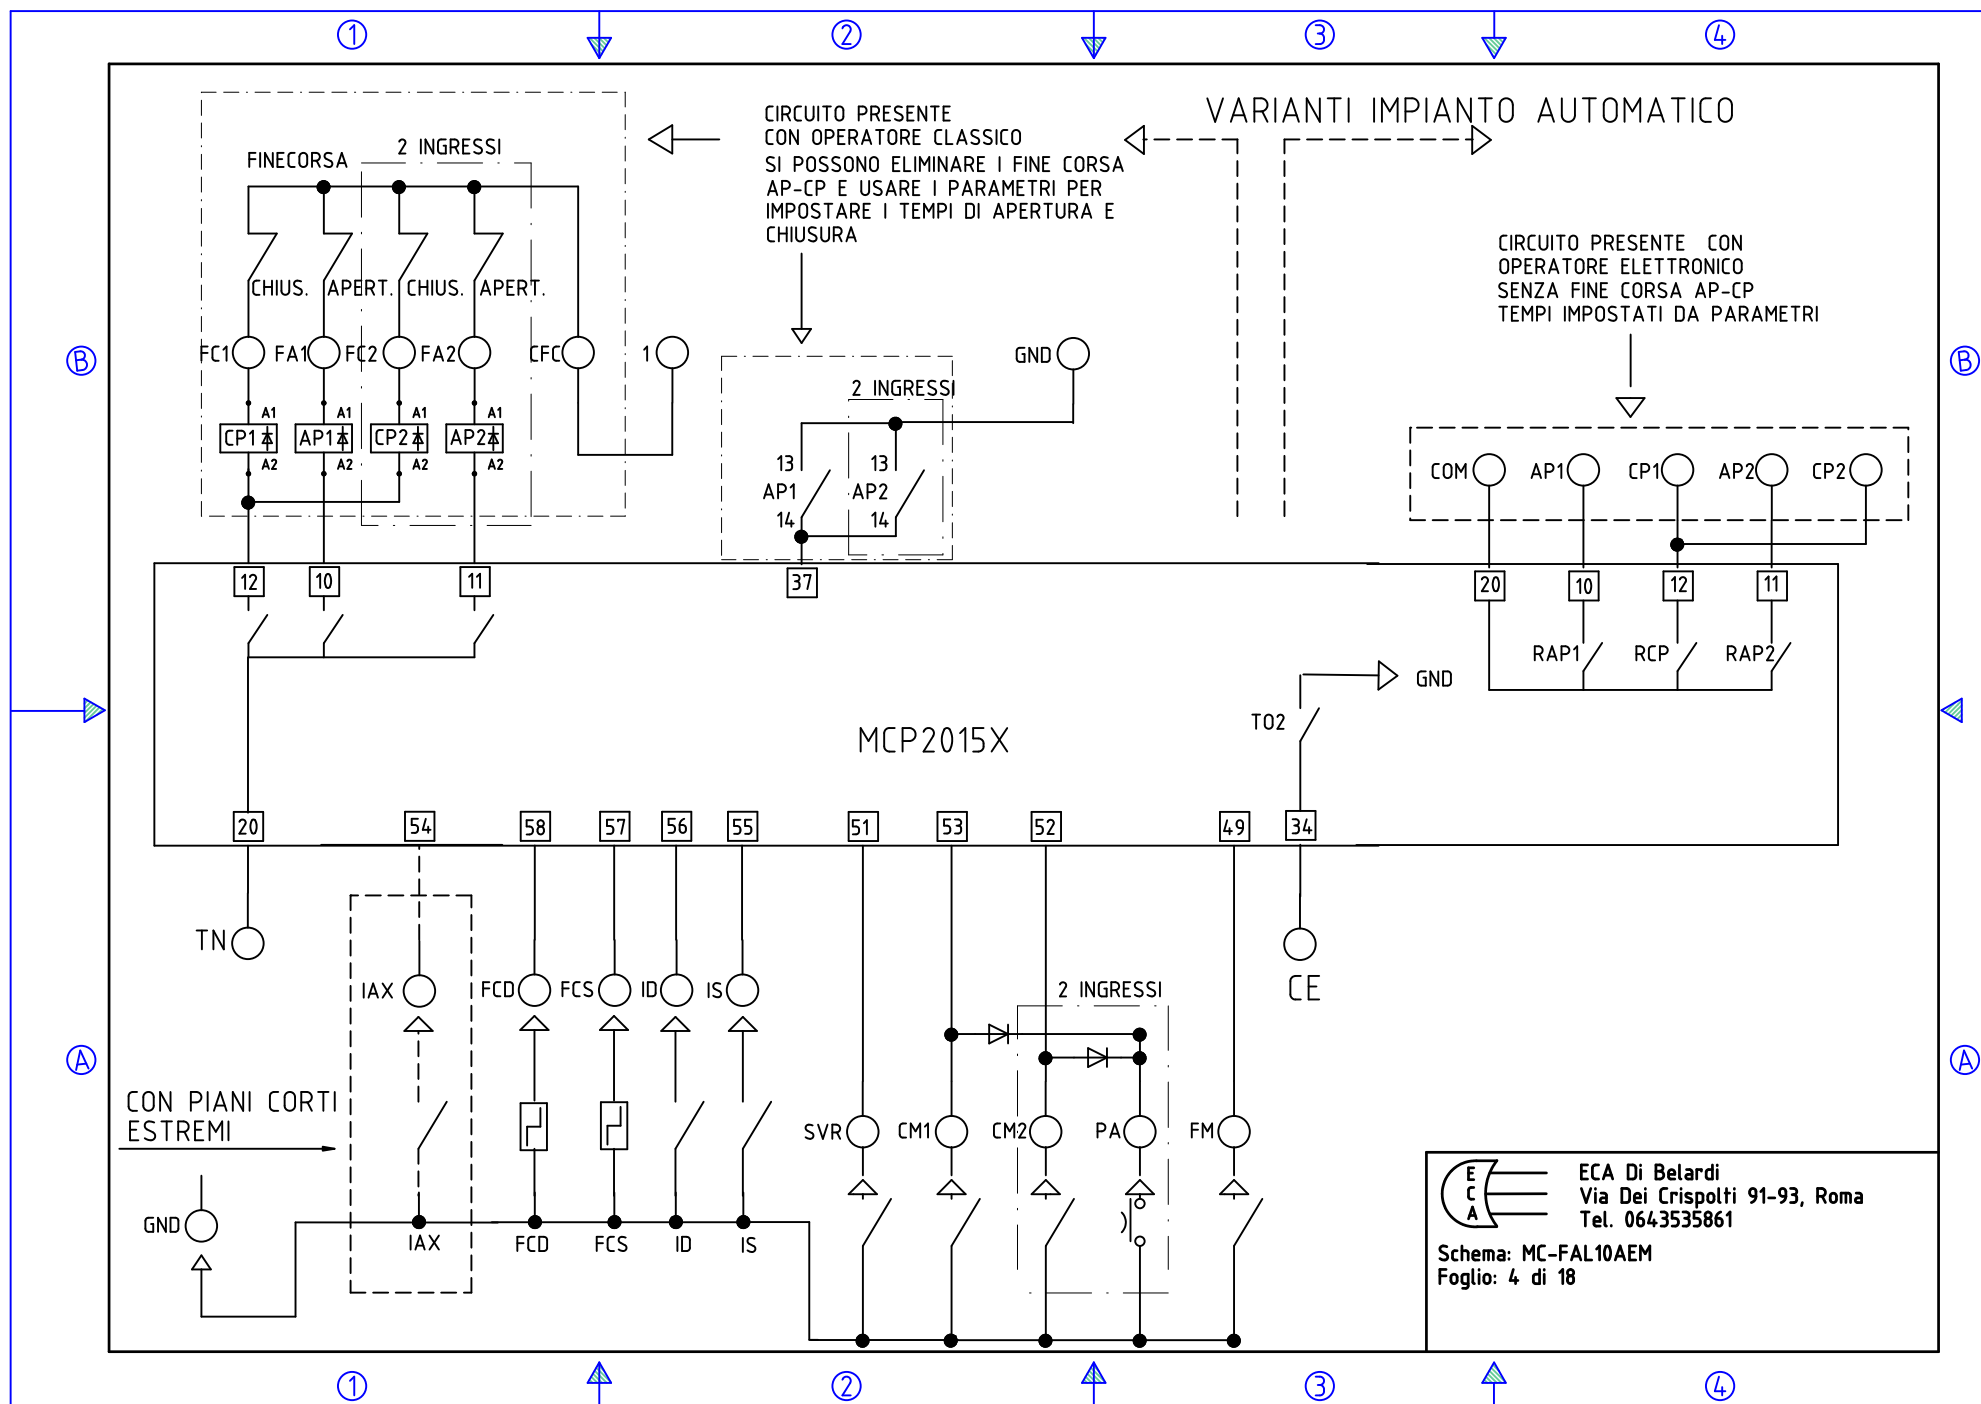 1 2 3 4
VARIANTI IMPIANTO AUTOMATICO
CIRCUITO PRESENTE
CON OPERATORE CLASSICO
SI POSSONO ELIMINARE I FINE CORSA
AP-CP E USARE I PARAMETRI PER
IMPOSTARE I TEMPI DI APERTURA E
CHIUSURA
FINECORSA
2 INGRESSI
CHIUS. APERT. CHIUS. APERT.
CIRCUITO PRESENTE CON
OPERATORE ELETTRONICO
SENZA FINE CORSA AP-CP
TEMPI IMPOSTATI DA PARAMETRI
B B
FC1 FA1 FC2 FA2 CFC 1
GND
2 INGRESSI
A1 A1 A1 A1
CP1 AP1 CP2 AP2
A2 A2 A2 A2
13 13
AP1 AP2
14 14
COM AP1 CP1 AP2 CP2
12 10 11 37
20 10 12 11
RAP1 RCP RAP2
GND
TO2
MCP2015X
20 54 58 57 56 55 51 53 52 49 34
TN
CE
IAX FCD FCS ID IS
2 INGRESSI
A A
CON PIANI CORTI
ESTREMI
SVR CM1 CM2 PA FM
GND
IAX FCD FCS ID IS
E
C
A
ECA Di Belardi
Via Dei Crispolti 91-93, Roma
Tel. 0643535861
Schema: MC-FAL10AEM
Foglio: 4 di 18
1 2 3 4